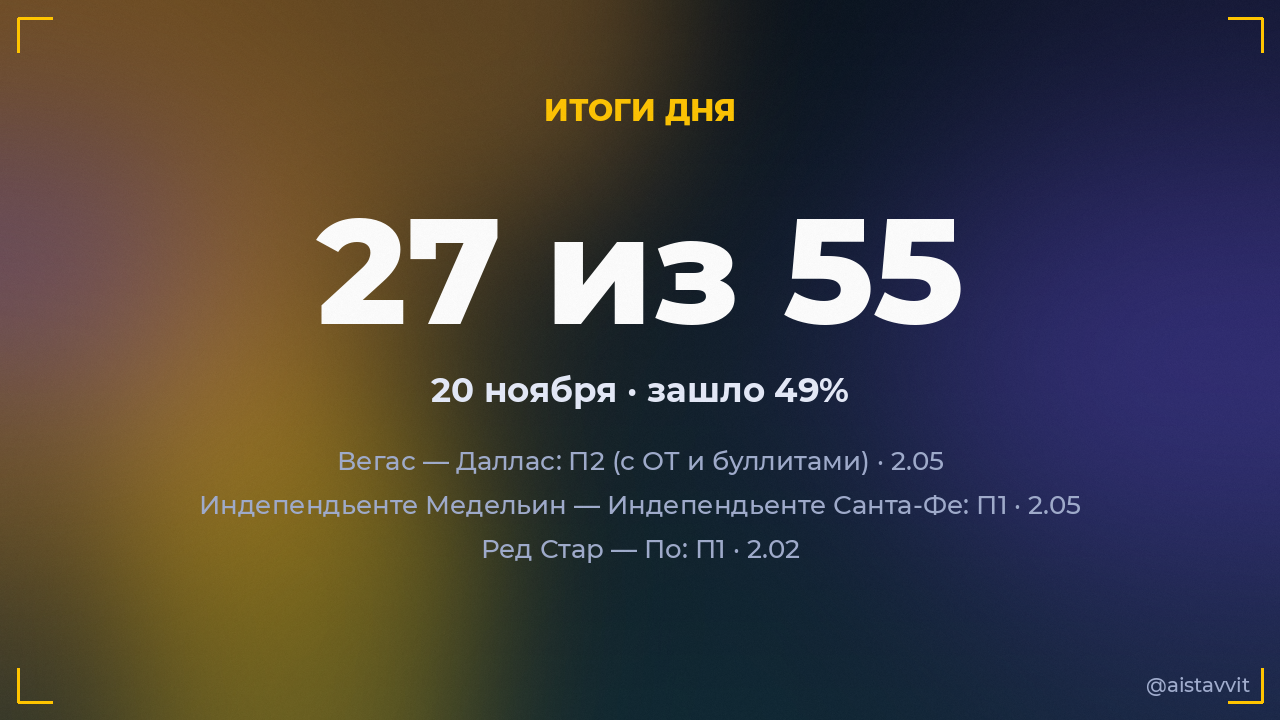 ИТОГИ ДНЯ
27 из 55
20 ноября · зашло 49%
Вегас — Даллас: П2 (с ОТ и буллитами) · 2.05
Индепендьенте Медельин — Индепендьенте Санта-Фе: П1 · 2.05
Ред Стар — По: П1 · 2.02
@aistavvit